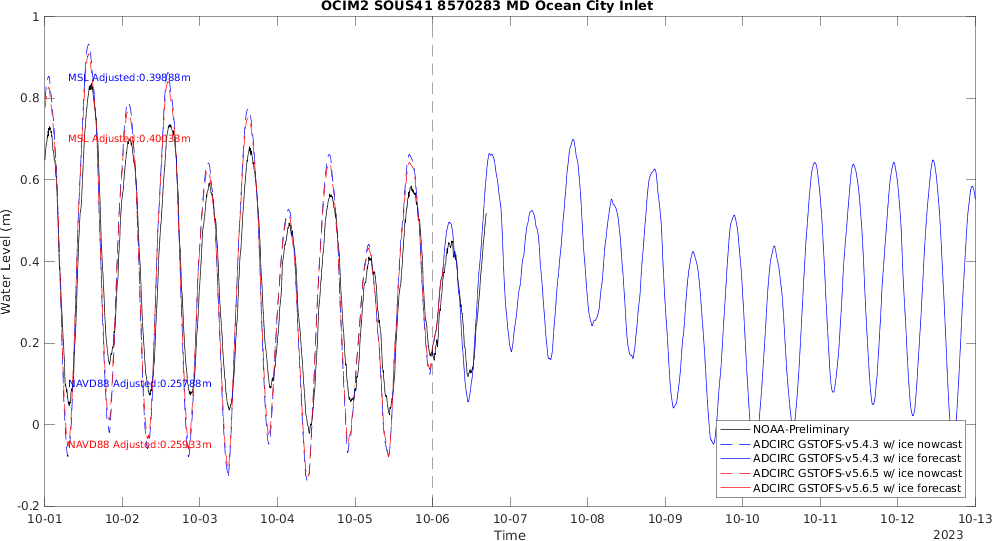 OCIM2 SOUS41 8570283 MD Ocean City Inlet
1
0.8
0.6
0.4
0.2
0
-0.2
Water Level (m)
MSL Adjusted:0.39888m
MSL Adjusted:0.40033m
NAVD88 Adjusted:0.25788m
NAVD88 Adjusted:0.25933m
NOAA-Preliminary
ADCIRC GSTOFS-v5.4.3 w/ ice nowcast
ADCIRC GSTOFS-v5.4.3 w/ ice forecast
ADCIRC GSTOFS-v5.6.5 w/ ice nowcast
ADCIRC GSTOFS-v5.6.5 w/ ice forecast
10-01 10-02 10-03 10-04 10-05 10-06 10-07 10-08 10-09 10-10 10-11 10-12 10-13
Time
2023